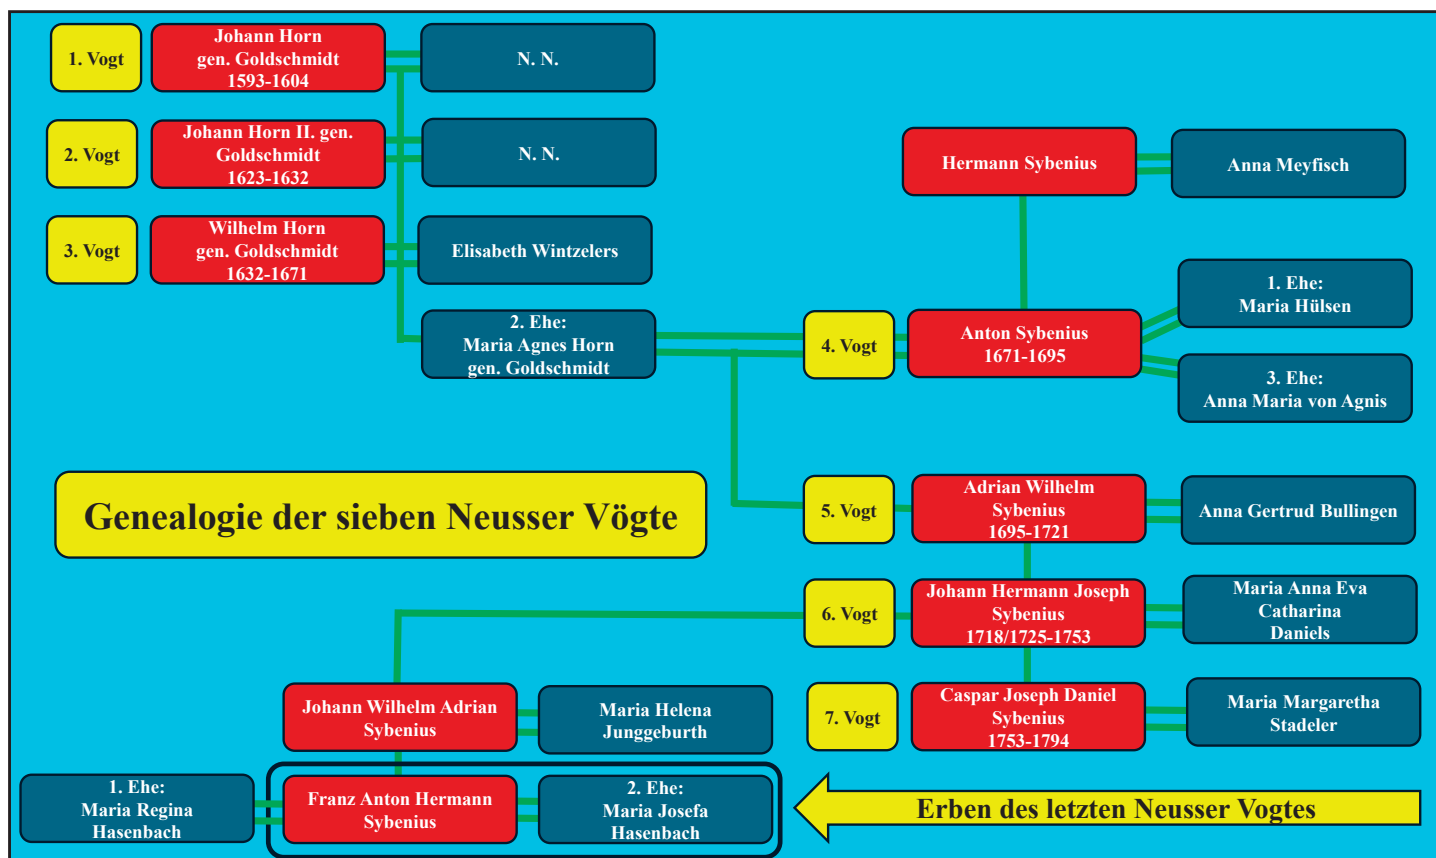 1. Vogt
Johann Horn
gen. Goldschmidt
1593-1604
N. N.
2. Vogt
Johann Horn II. gen.
Goldschmidt
1623-1632
N. N.
3. Vogt
Wilhelm Horn
gen. Goldschmidt
1632-1671
Elisabeth Wintzelers
2. Ehe:
Maria Agnes Horn
gen. Goldschmidt
Hermann Sybenius
Anna Meyfisch
4. Vogt
Anton Sybenius
1671-1695
1. Ehe:
Maria Hülsen
3. Ehe:
Anna Maria von Agnis
Genealogie der sieben Neusser Vögte
5. Vogt
Adrian Wilhelm
Sybenius
1695-1721
Anna Gertrud Bullingen
6. Vogt
Johann Hermann Joseph
Sybenius
1718/1725-1753
Maria Anna Eva
Catharina
Daniels
7. Vogt
Caspar Joseph Daniel
Sybenius
1753-1794
Maria Margaretha
Stadeler
Johann Wilhelm Adrian
Sybenius
Maria Helena
Junggeburth
1. Ehe:
Maria Regina
Hasenbach
Franz Anton Hermann
Sybenius
2. Ehe:
Maria Josefa
Hasenbach
Erben des letzten Neusser Vogtes